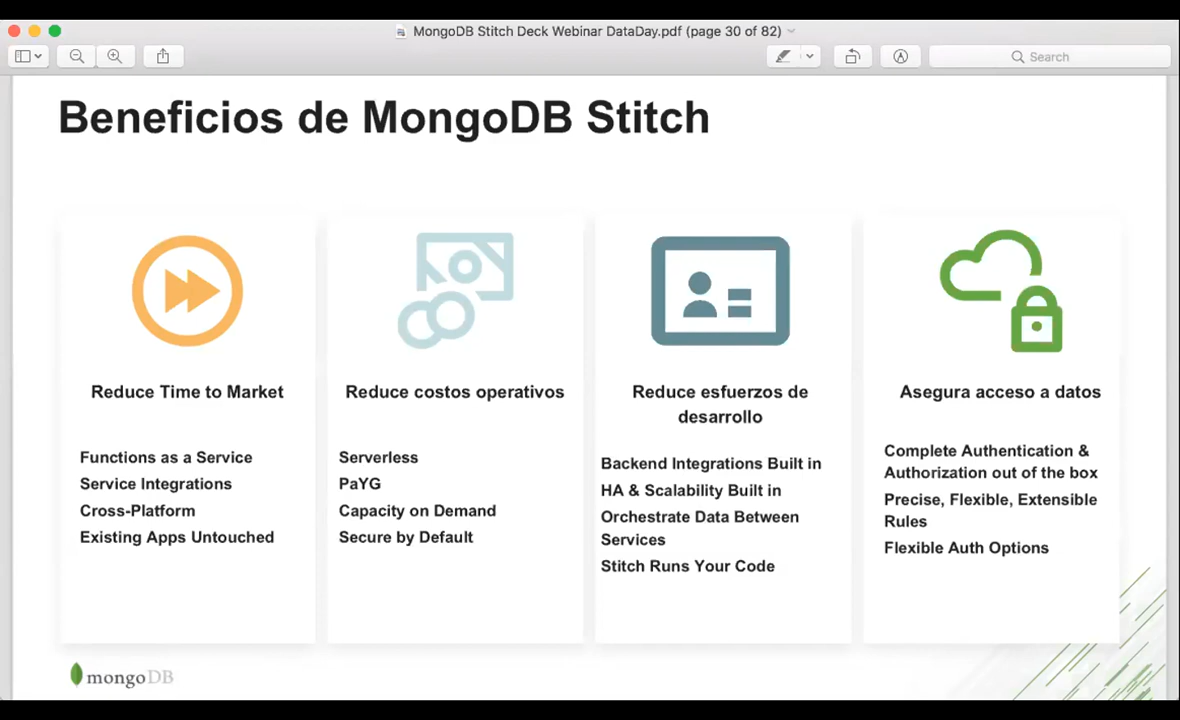 MongoDB Stitch Deck Webinar DataDay.pdf (page 30 of 82)
Search
Beneficios de MongoDB Stitch
Reduce Time to Market
Functions as a Service
Service Integrations
Cross-Platform
Existing Apps Untouched
Reduce costos operativos
Serverless
PaYG
Capacity on Demand
Secure by Default
Reduce esfuerzos de
desarrollo
Backend Integrations Built in
HA & Scalability Built in
Orchestrate Data Between
Services
Stitch Runs Your Code
Asegura acceso a datos
Complete Authentication &
Authorization out of the box
Precise, Flexible, Extensible
Rules
Flexible Auth Options
mongoDB